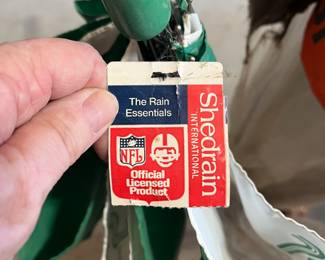 The Rain
Essentials
Shedrain
INTERNATIONAL
NFL
Official
Licensed
Product